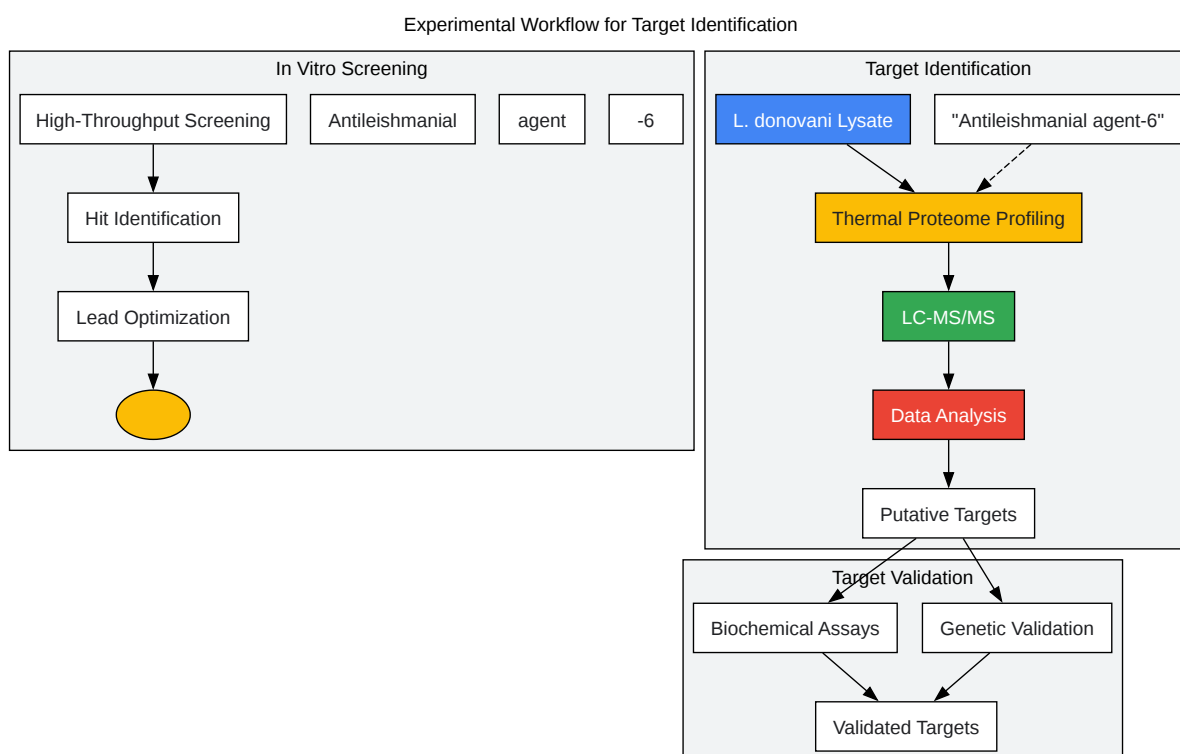 Experimental Workflow for Target Identification
In Vitro Screening
High-Throughput Screening
Antileishmanial
agent
-6
Hit Identification
Lead Optimization
Target Identification
L. donovani Lysate
"Antileishmanial agent-6"
Thermal Proteome Profiling
LC-MS/MS
Data Analysis
Putative Targets
Target Validation
Biochemical Assays
Genetic Validation
Validated Targets